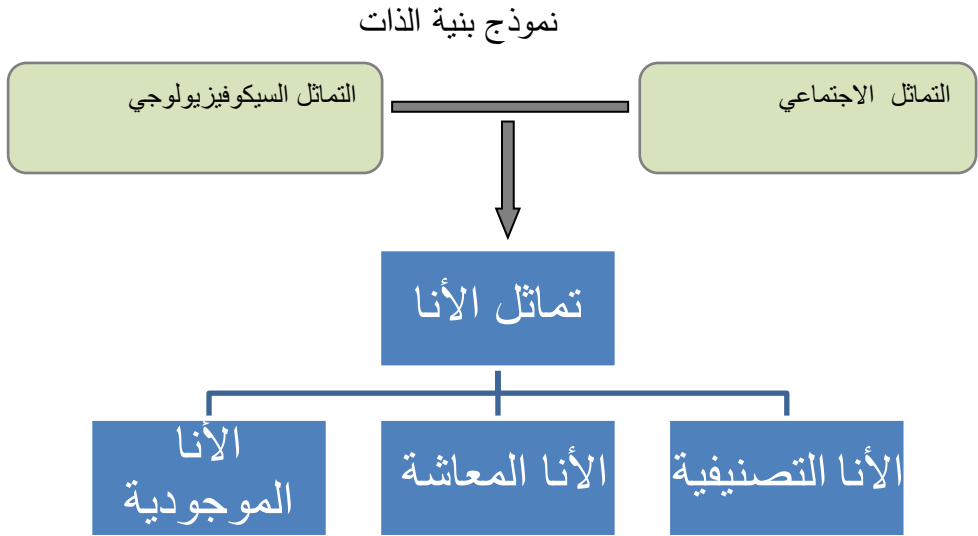 نموذج بنية الذات
التماثل الاجتماعي
التماثل السيكوفيزيولوجي
تماثل الأنا
الأنا التصنيفية
الأنا المعاشة
الأنا
الموجودية